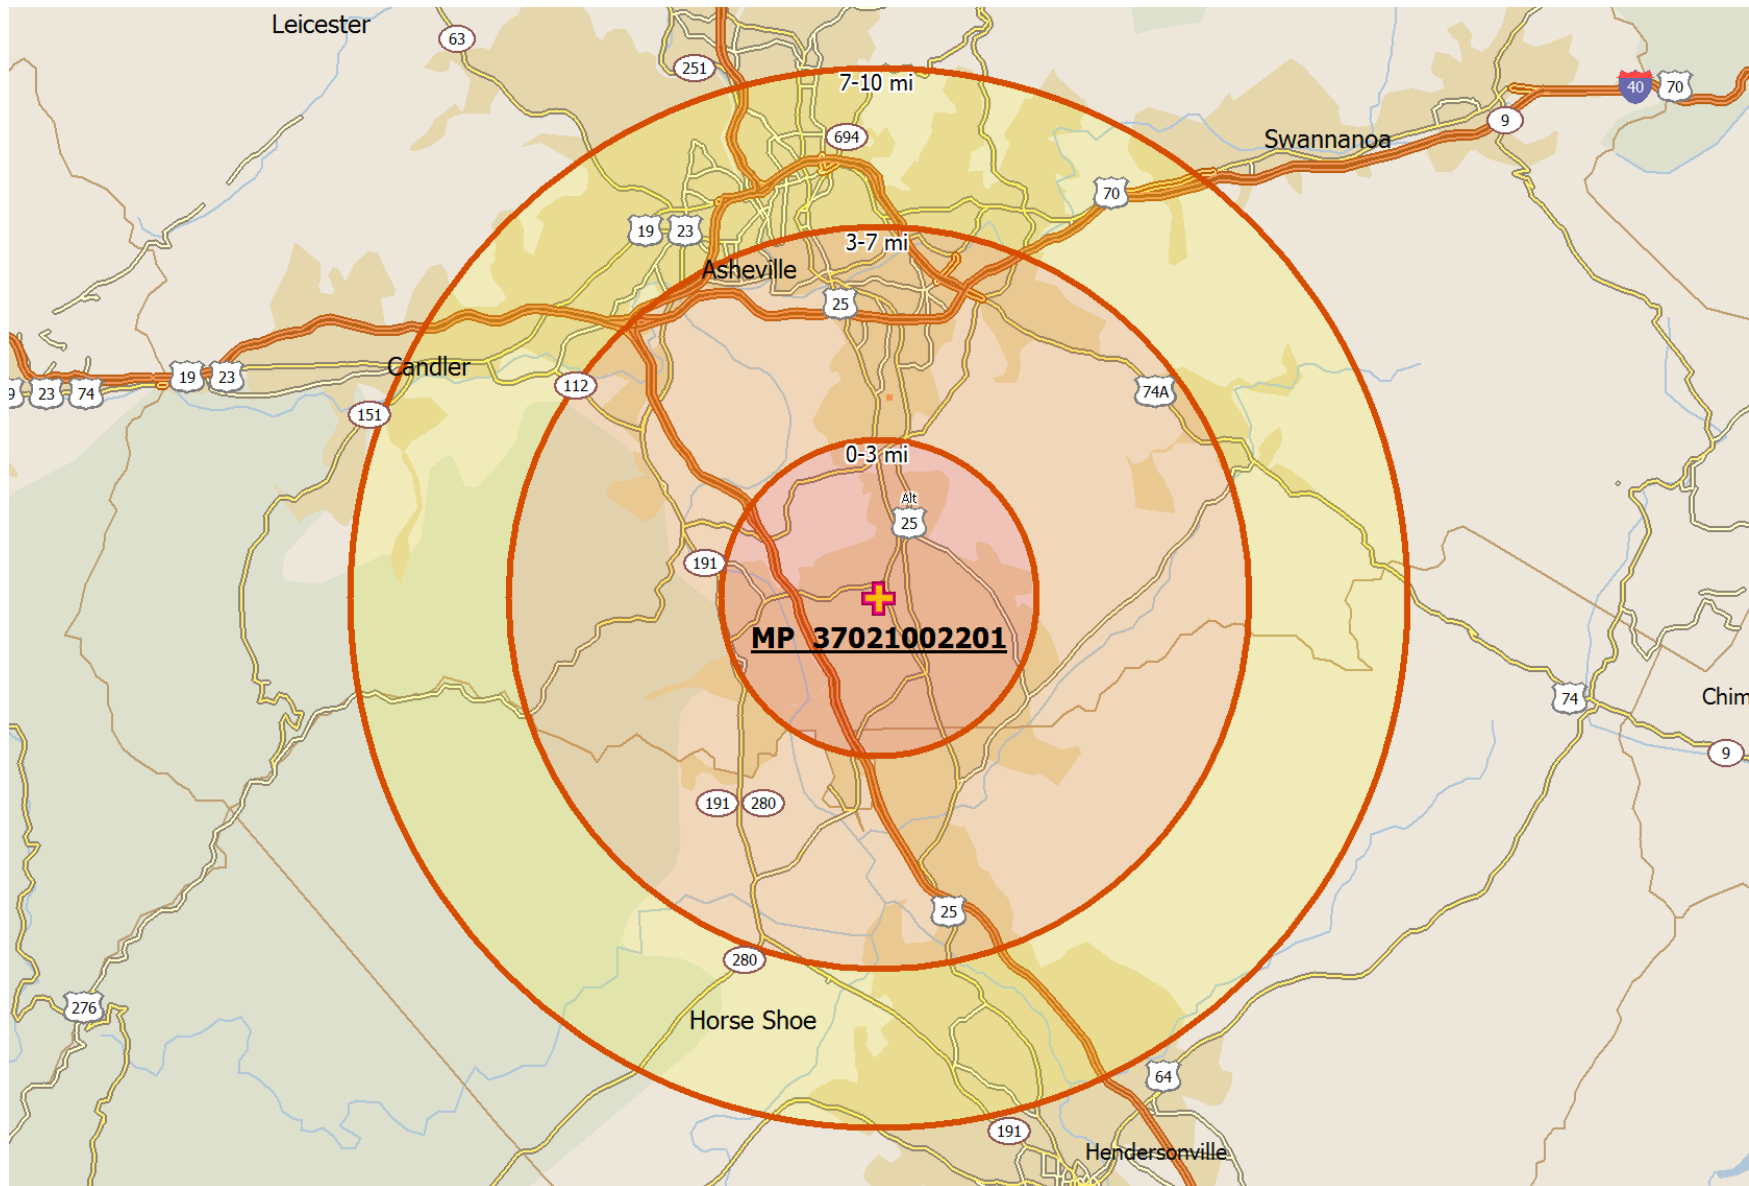 Leicester
63
251
7-10 mi
694
40
70
9
Swannanoa
70
19
23
3-7 mi
Asheville
25
Candler
19
23
9
23
74
112
151
74A
0-3 mi
Alt
25
191
MP 37021002201
74
Chim
9
191
280
25
280
276
Horse Shoe
64
191
Hendersonville